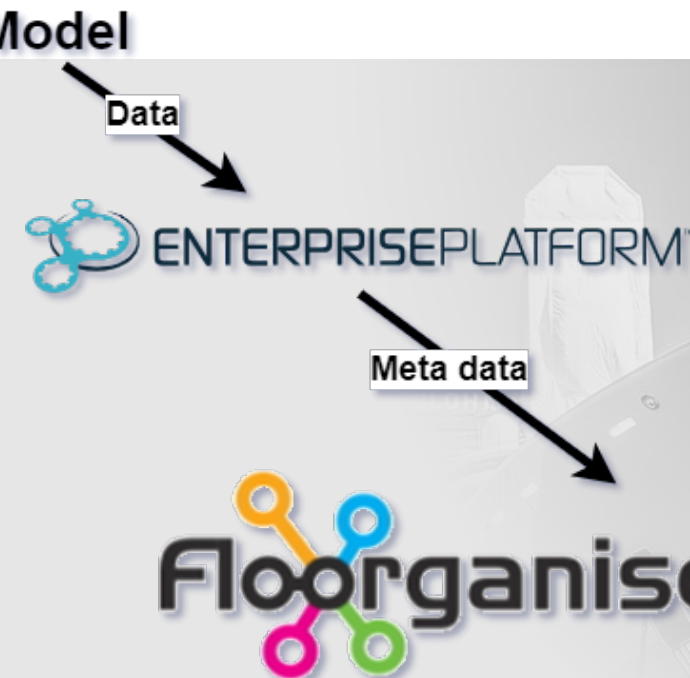 Model
Data
ENTERPRISEPLATFORM
Meta data
Floorganise